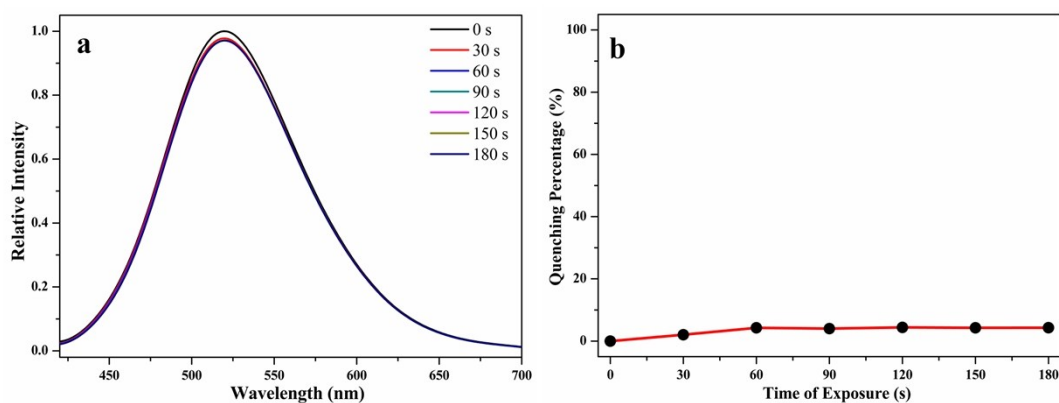 a
0 s
30 s
60 s
90 s
120 s
150 s
180 s
1.0
0.8
0.6
0.4
0.2
0.0
Relative Intensity
450 500 550 600 650 700
Wavelength (nm)
b
100
80
60
40
20
0
Quenching Percentage (%)
0 30 60 90 120 150 180
Time of Exposure (s)